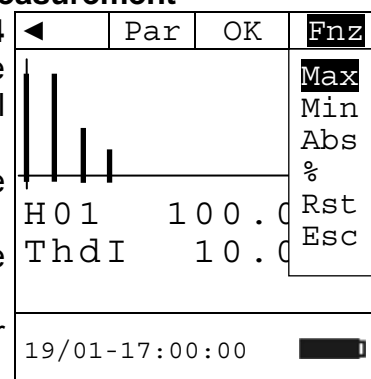 ◄ Par OK Fnz
Max
Min
Abs
%
Rst
Esc
H01 100.0
ThdI 10.0
19/01-17:00:00